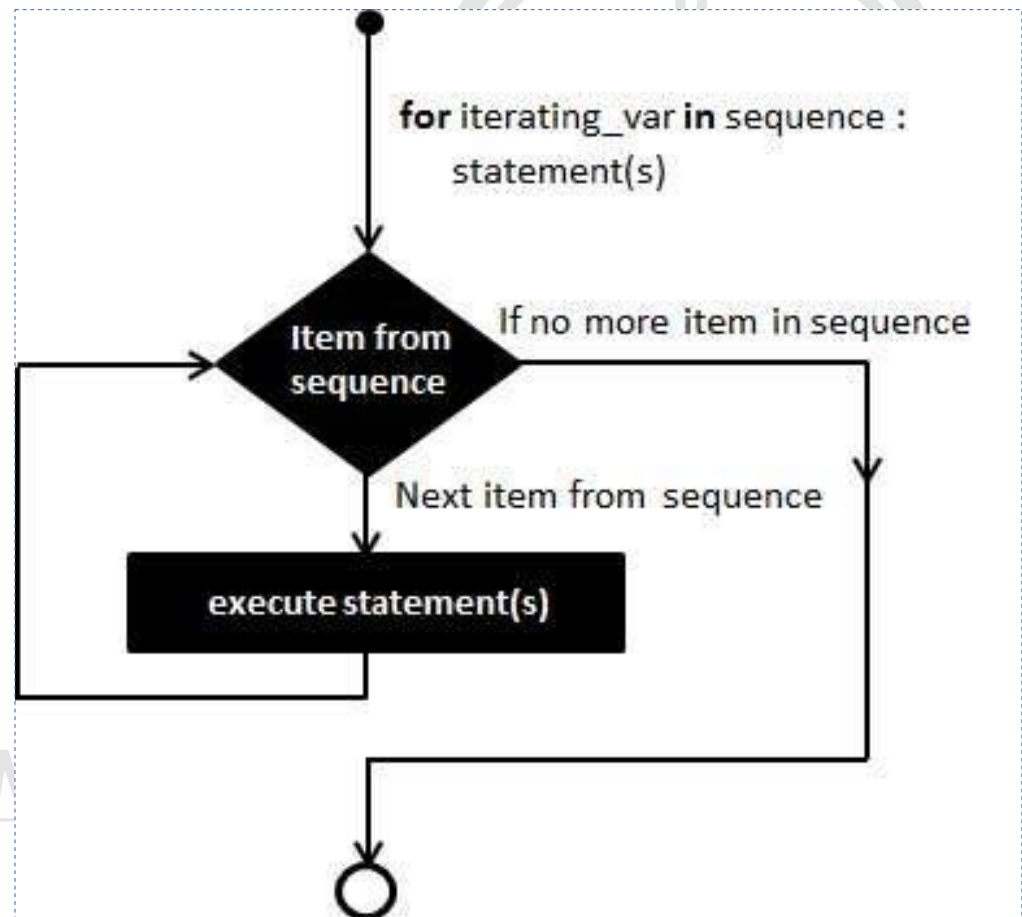 for iterating_var in sequence :
statement(s)
Item from
sequence
If no more item in sequence
Next item from sequence
execute statement(s)